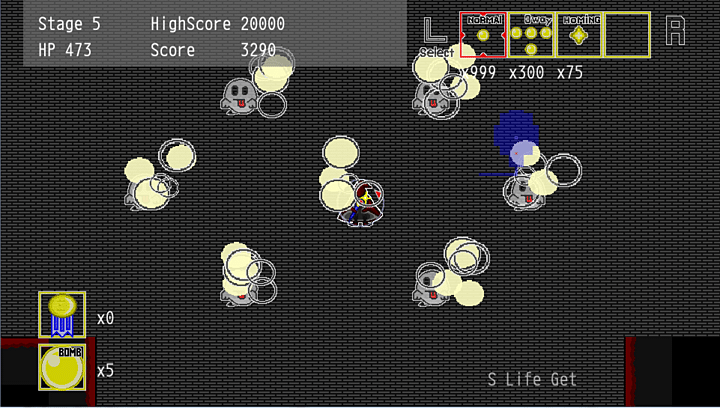 Stage 5 HighScore 20000
HP 473 Score 3290
L Select NORMAL 3way HOMING A
x999 x300 x75
x0
BOMB
x5
S Life Get